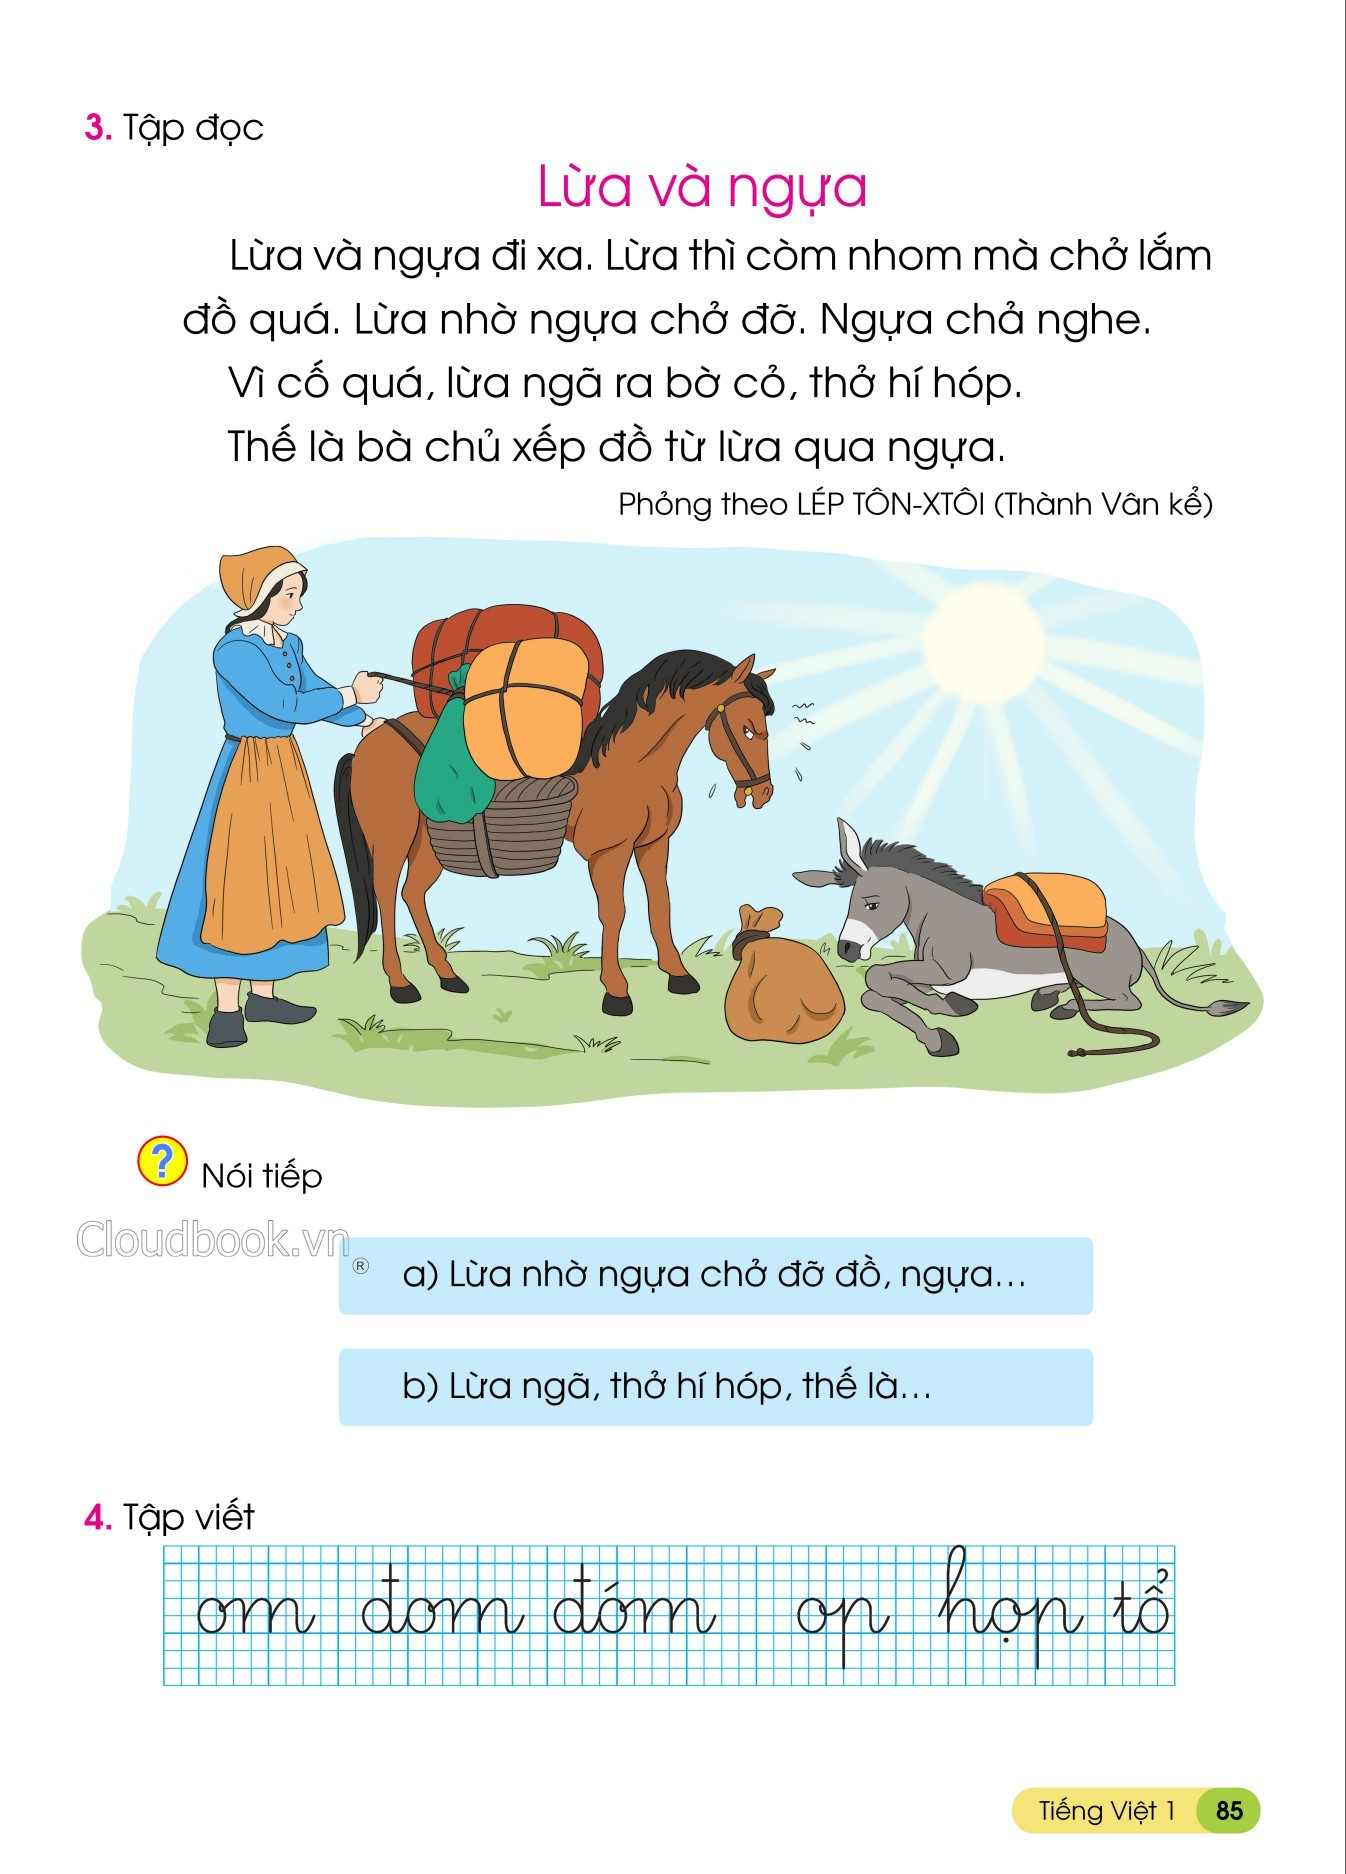 3. Tập đọc
Lừa và ngựa
Lừa và ngựa đi xa. Lừa thì còm nhom mà chở lắm
đồ quá. Lừa nhờ ngựa chở đỡ. Ngựa chả nghe.
Vì cố quá, lừa ngã ra bờ cỏ, thở hí hóp.
Thế là bà chủ xếp đồ từ lừa qua ngựa.
Phỏng theo LÉP TÔN-XTÔI (Thành Vân kể)
? Nói tiếp
Cloudbook.vn ®
a) Lừa nhờ ngựa chở đỡ đồ, ngựa...
b) Lừa ngã, thở hí hóp, thế là...
4. Tập viết
om đom đóm op họp tổ
Tiếng Việt 1 85